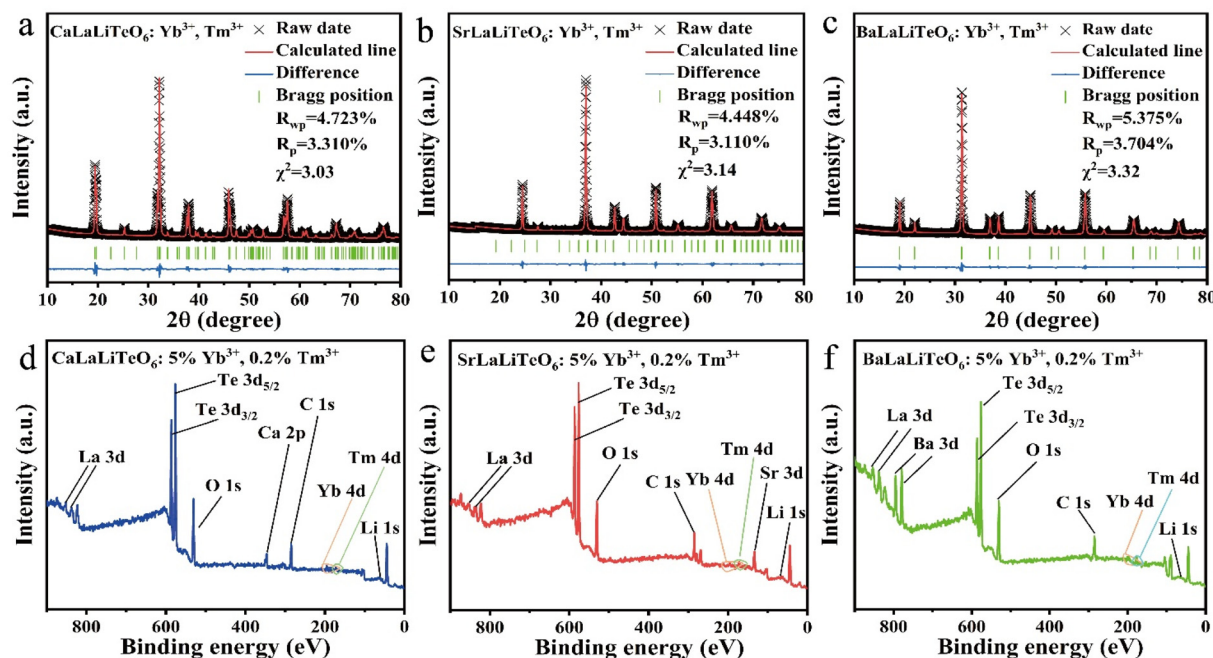 a
CaLaLiTeO₆: Yb³⁺, Tm³⁺
Raw date
Calculated line
Difference
Bragg position
Rwp=4.723%
Rp=3.310%
χ²=3.03
Intensity (a.u.)
10 20 30 40 50 60 70 80
2θ (degree)
b
SrLaLiTeO₆: Yb³⁺, Tm³⁺
Raw date
Calculated line
Difference
Bragg position
Rwp=4.448%
Rp=3.110%
χ²=3.14
Intensity (a.u.)
10 20 30 40 50 60 70 80
2θ (degree)
c
BaLaLiTeO₆: Yb³⁺, Tm³⁺
Raw date
Calculated line
Difference
Bragg position
Rwp=5.375%
Rp=3.704%
χ²=3.32
Intensity (a.u.)
10 20 30 40 50 60 70 80
2θ (degree)
d
CaLaLiTeO₆: 5% Yb³⁺, 0.2% Tm³⁺
Te 3d5/2
Te 3d3/2
C 1s
Ca 2p
La 3d
O 1s
Tm 4d
Yb 4d
Li 1s
Intensity (a.u.)
800 600 400 200 0
Binding energy (eV)
e
SrLaLiTeO₆: 5% Yb³⁺, 0.2% Tm³⁺
Te 3d5/2
Te 3d3/2
Tm 4d
La 3d
O 1s
C 1s
Yb 4d
Sr 3d
Li 1s
Intensity (a.u.)
800 600 400 200 0
Binding energy (eV)
f
BaLaLiTeO₆: 5% Yb³⁺, 0.2% Tm³⁺
Te 3d5/2
Te 3d3/2
La 3d
Ba 3d
O 1s
Tm 4d
C 1s
Yb 4d
Li 1s
Intensity (a.u.)
800 600 400 200 0
Binding energy (eV)